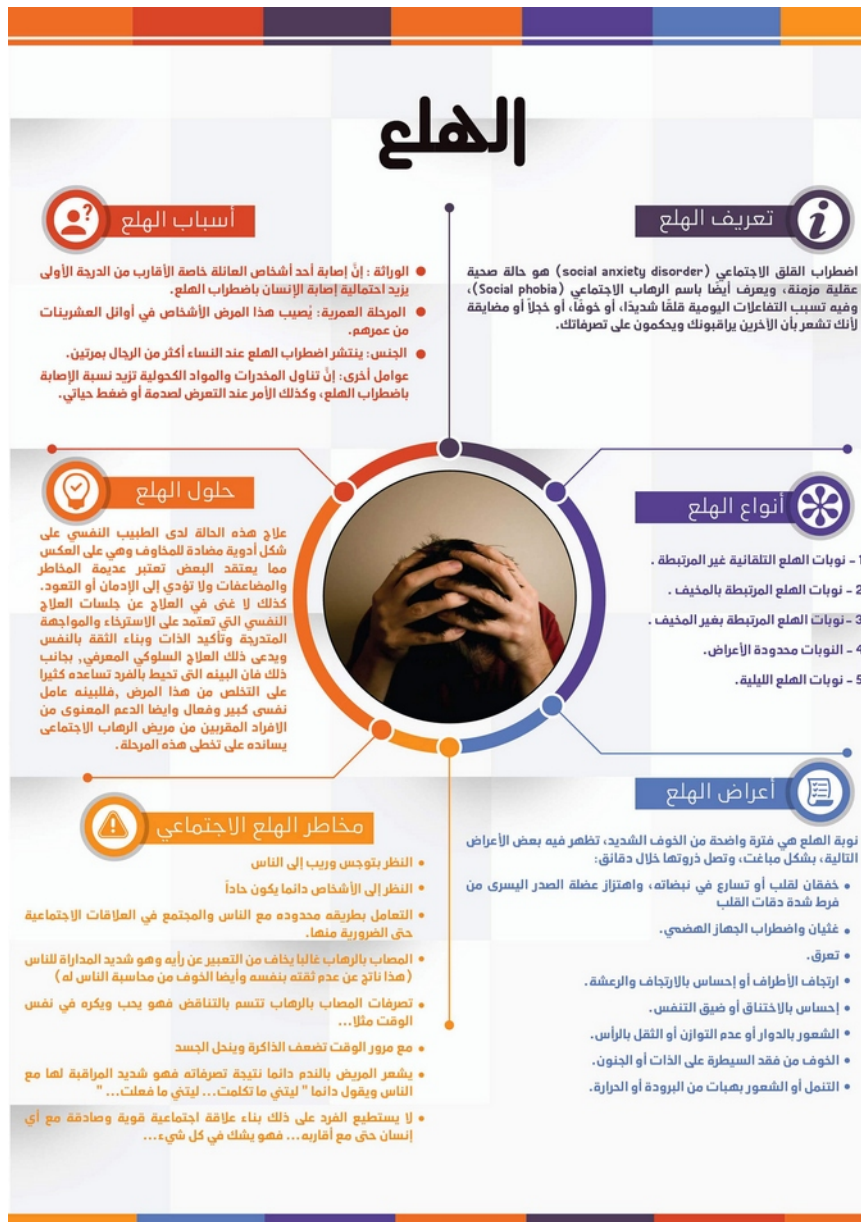 الهلع
تعريف الهلع
اضطراب القلق الاجتماعي (social anxiety disorder) هو حالة صحية
عقلية مزمنة، ويعرف أيضًا باسم الرهاب الاجتماعي (Social phobia)،
وفيه تسبب التفاعلات اليومية قلقًا شديدًا، أو خوفًا، أو خجلاً أو مضايقة
لأنك تشعر بأن الآخرين يراقبونك ويحكمون على تصرفاتك.
أسباب الهلع
الوراثة : إنَّ إصابة أحد أشخاص العائلة خاصة الأقارب من الدرجة الأولى
يزيد احتمالية إصابة الإنسان باضطراب الهلع.
المرحلة العمرية: يُصيب هذا المرض الأشخاص في أوائل العشرينات
من عمرهم.
الجنس: ينتشر اضطراب الهلع عند النساء أكثر من الرجال بمرتين.
عوامل أخرى: إنَّ تناول المخدرات والمواد الكحولية تزيد نسبة الإصابة
باضطراب الهلع، وكذلك الأمر عند التعرض لصدمة أو ضغط حياتي.
أنواع الهلع
1 - نوبات الهلع التلقائية غير المرتبطة .
2 - نوبات الهلع المرتبطة بالمخيف .
3 - نوبات الهلع المرتبطة بغير المخيف .
4 - النوبات محدودة الأعراض.
5 - نوبات الهلع الليلية.
حلول الهلع
علاج هذه الحالة لدى الطبيب النفسي على
شكل أدوية مضادة للمخاوف وهي على العكس
مما يعتقد البعض تعتبر عديمة المخاطر
والمضاعفات ولا تؤدي إلى الإدمان أو التعود.
كذلك لا غنى في العلاج عن جلسات العلاج
النفسي التي تعتمد على الاسترخاء والمواجهة
المتدرجة وتأكيد الذات وبناء الثقة بالنفس
ويدعى ذلك العلاج السلوكي المعرفي, بجانب
ذلك فان البيئه التى تحيط بالفرد تساعده كثيرا
على التخلص من هذا المرض ,فللبيئه عامل
نفسى كبير وفعال وايضا الدعم المعنوى من
الافراد المقربين من مريض الرهاب الاجتماعى
يسانده على تخطى هذه المرحلة.
أعراض الهلع
نوبة الهلع هي فترة واضحة من الخوف الشديد، تظهر فيه بعض الأعراض
التالية، بشكل مباغت، وتصل ذروتها خلال دقائق:
خفقان لقلب أو تسارع في نبضاته، واهتزاز عضلة الصدر اليسرى من
فرط شدة دقات القلب
غثيان واضطراب الجهاز الهضمي.
تعرق.
ارتجاف الأطراف أو إحساس بالارتجاف والرعشة.
إحساس بالاختناق أو ضيق التنفس.
الشعور بالدوار أو عدم التوازن أو الثقل بالرأس.
الخوف من فقد السيطرة على الذات أو الجنون.
التنمل أو الشعور بهبات من البرودة أو الحرارة.
مخاطر الهلع الاجتماعي
النظر بتوجس وريب إلى الناس
النظر إلى الأشخاص دائما يكون حاداً
التعامل بطريقه محدوده مع الناس والمجتمع في العلاقات الاجتماعية
حتى الضرورية منها.
المصاب بالرهاب غالبا يخاف من التعبير عن رأيه وهو شديد المداراة للناس
(هذا ناتج عن عدم ثقته بنفسه وأيضا الخوف من محاسبة الناس له )
تصرفات المصاب بالرهاب تتسم بالتناقض فهو يحب ويكره في نفس
الوقت مثلا...
مع مرور الوقت تضعف الذاكرة وينحل الجسد
يشعر المريض بالندم دائما نتيجة تصرفاته فهو شديد المراقبة لها مع
الناس ويقول دائما " ليتني ما تكلمت... ليتني ما فعلت... "
لا يستطيع الفرد على ذلك بناء علاقة اجتماعية قوية وصادقة مع أي
إنسان حتى مع أقاربه... فهو يشك في كل شيء...